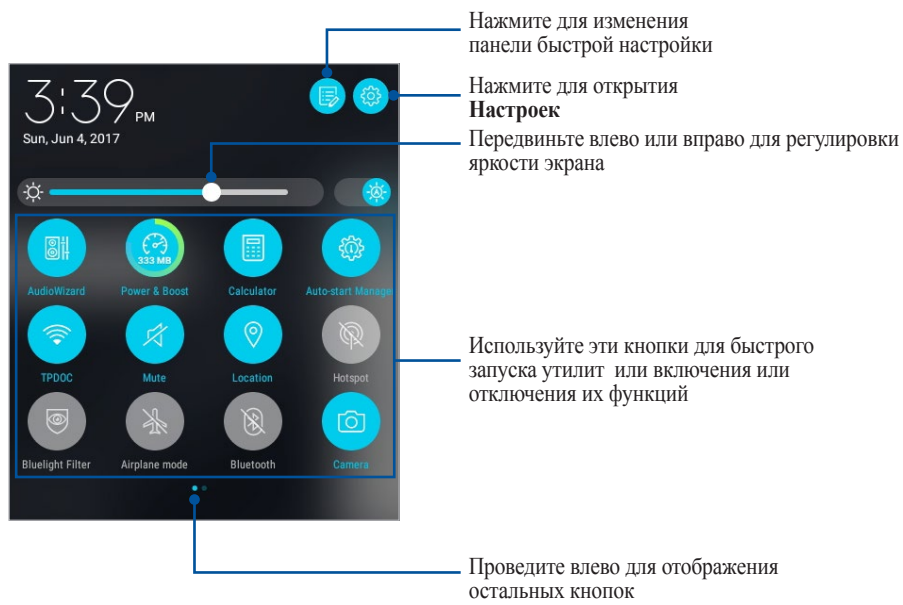 Нажмите для изменения
панели быстрой настройки
Нажмите для открытия
Настроек
Передвиньте влево или вправо для регулировки
яркости экрана
3:39 PM
Sun, Jun 4, 2017
333 MB
AudioWizard Power & Boost Calculator Auto-start Manage
TPDOC Mute Location Hotspot
Используйте эти кнопки для быстрого
запуска утилит или включения или
отключения их функций
Bluelight Filter Airplane mode Bluetooth Camera
Проведите влево для отображения
остальных кнопок